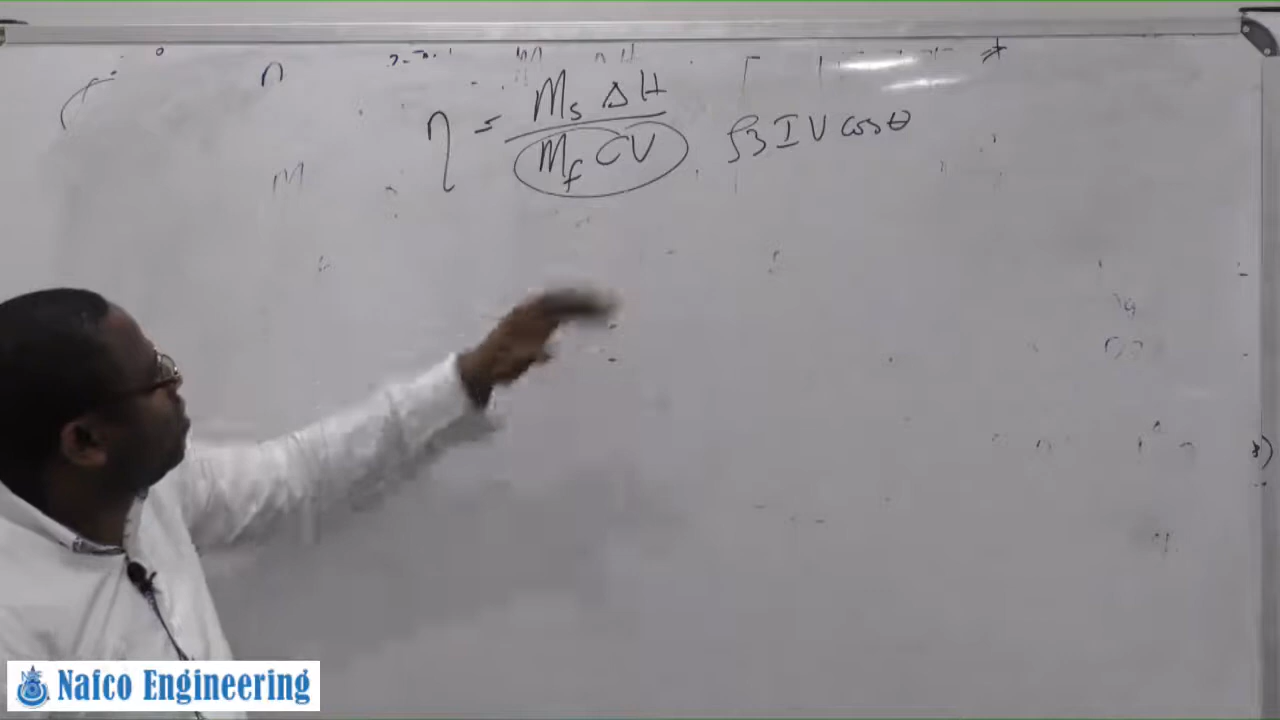 η = Ms ΔH
Mf CV
√3 I V cosθ
Nafco Engineering